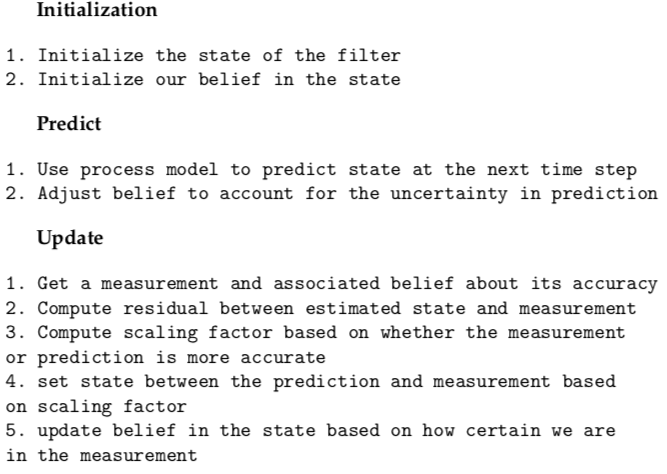 Initialization
1. Initialize the state of the filter
2. Initialize our belief in the state
Predict
1. Use process model to predict state at the next time step
2. Adjust belief to account for the uncertainty in prediction
Update
1. Get a measurement and associated belief about its accuracy
2. Compute residual between estimated state and measurement
3. Compute scaling factor based on whether the measurement
or prediction is more accurate
4. set state between the prediction and measurement based
on scaling factor
5. update belief in the state based on how certain we are
in the measurement